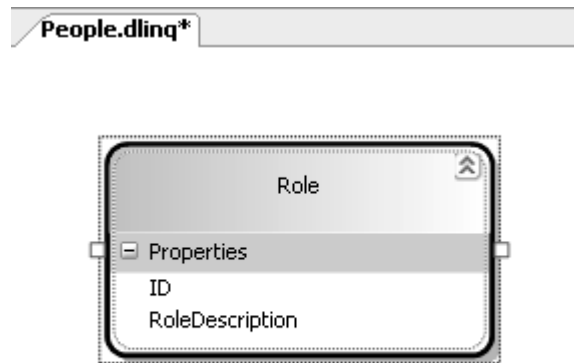 People.dlinq*
Role
Properties
ID
RoleDescription